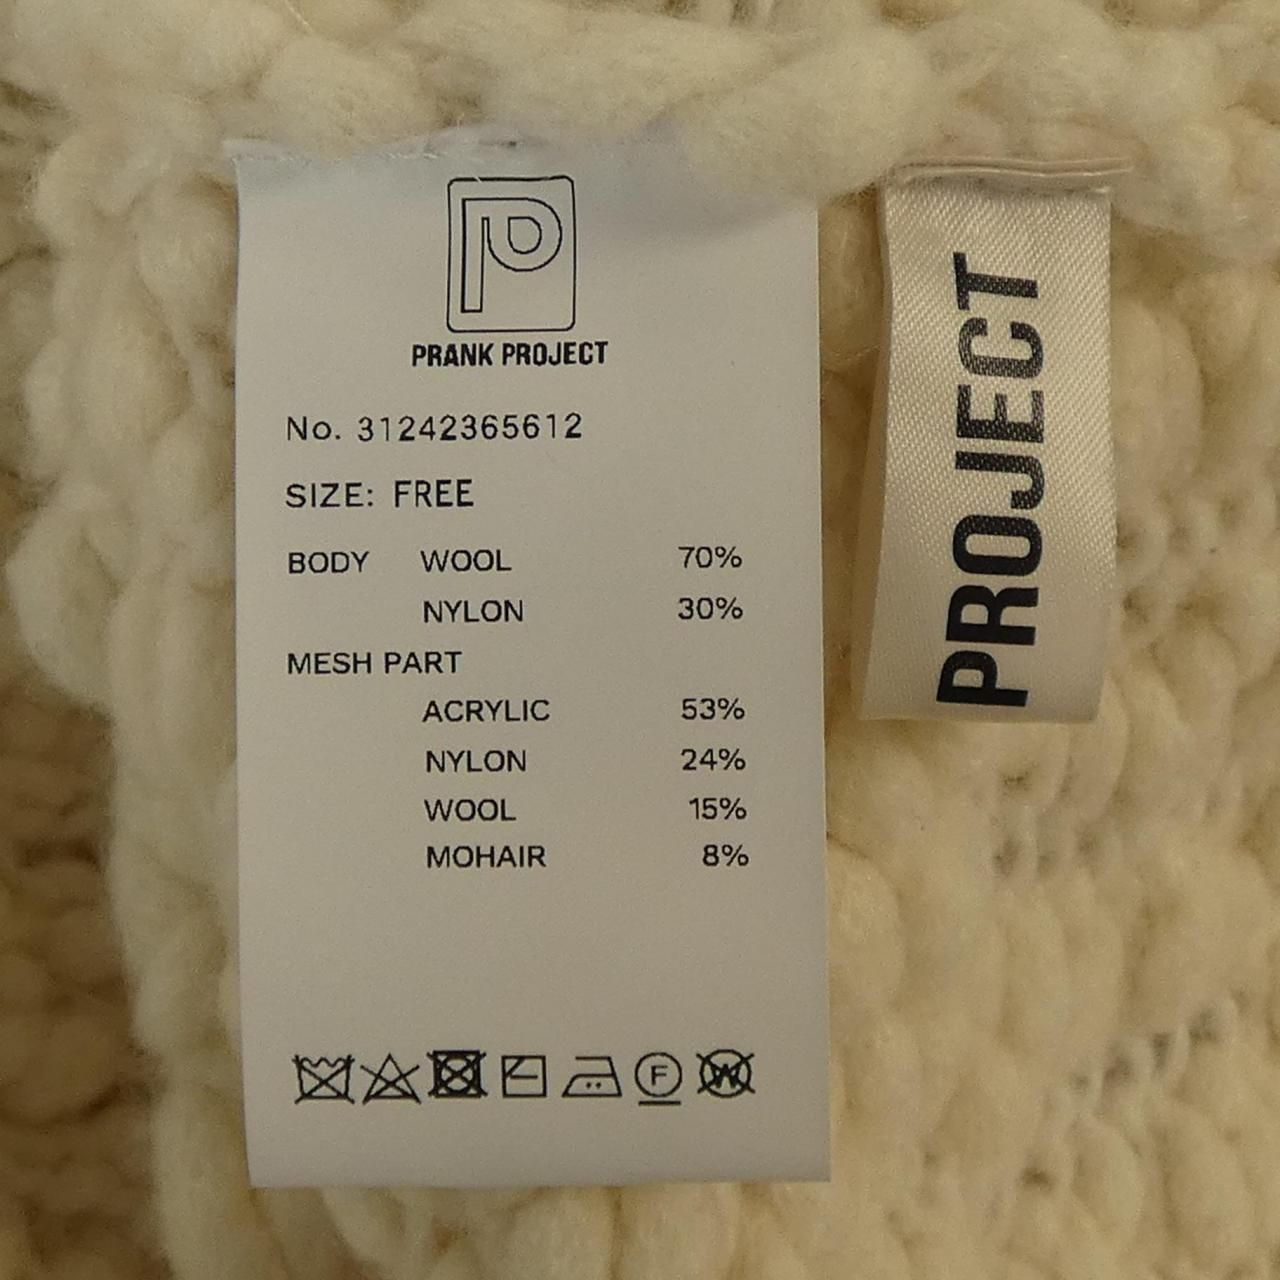 PRANK PROJECT
No. 31242365612
SIZE: FREE
BODY WOOL 70%
NYLON 30%
MESH PART
ACRYLIC 53%
NYLON 24%
WOOL 15%
MOHAIR 8%
F W
PROJECT